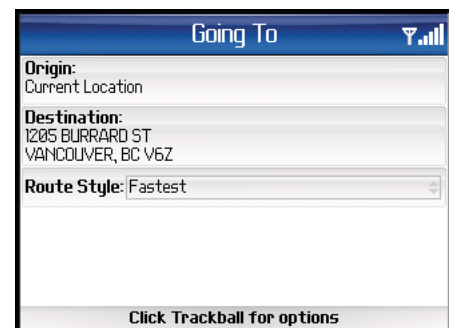 Going To
Origin:
Current Location
Destination:
1205 BURRARD ST
VANCOUVER, BC V6Z
Route Style: Fastest
Click Trackball for options